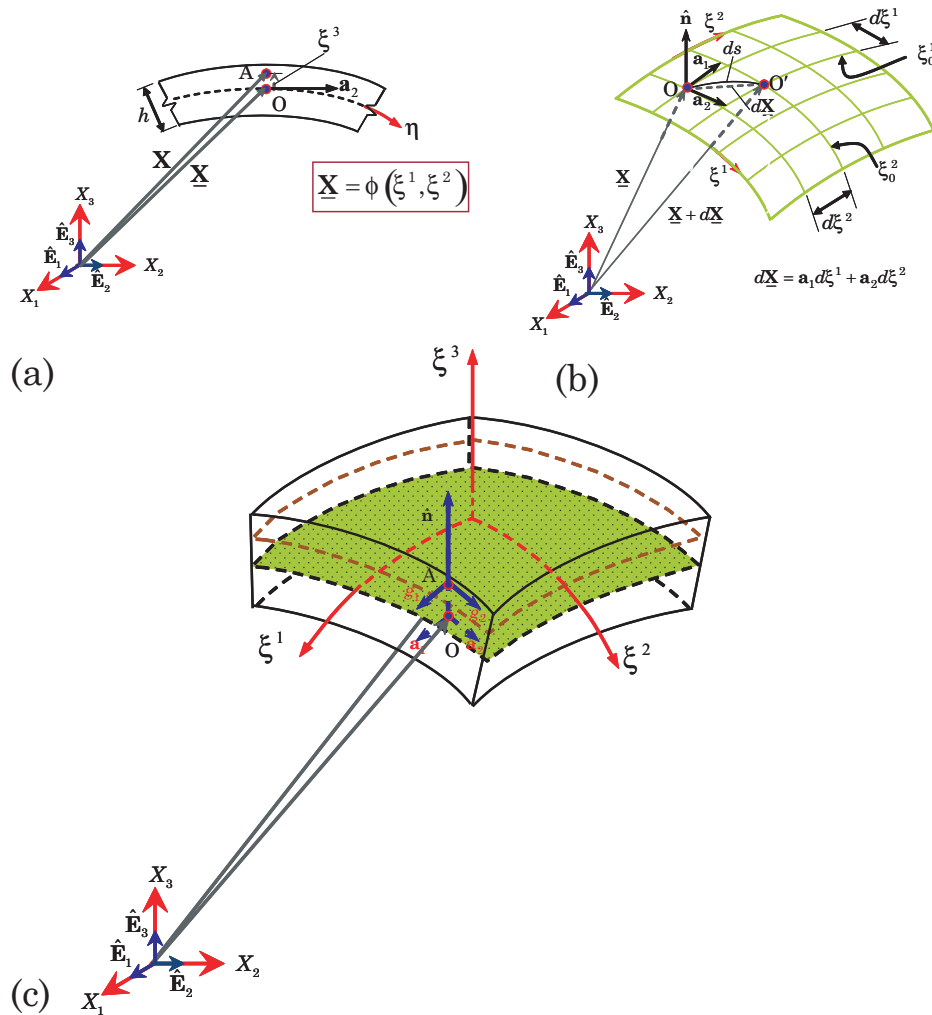 ξ³
A
O
a₂
h
η
X
X̲
X̲ = ϕ(ξ¹, ξ²)
X₃
Ê₃
Ê₁
Ê₂
X₂
X₁
(a)
n̂
ξ²
dξ¹
ξ₀¹
a₁
ds
O
O′
a₂
dX̲
ξ¹
ξ₀²
X̲
X̲ + dX̲
dξ²
X₃
Ê₃
Ê₁
Ê₂
X₂
X₁
dX̲ = a₁dξ¹ + a₂dξ²
(b)
ξ³
n̂
A
g₁
g₂
a₁
a₂
O
ξ¹
ξ²
X₃
Ê₃
Ê₁
Ê₂
X₂
X₁
(c)